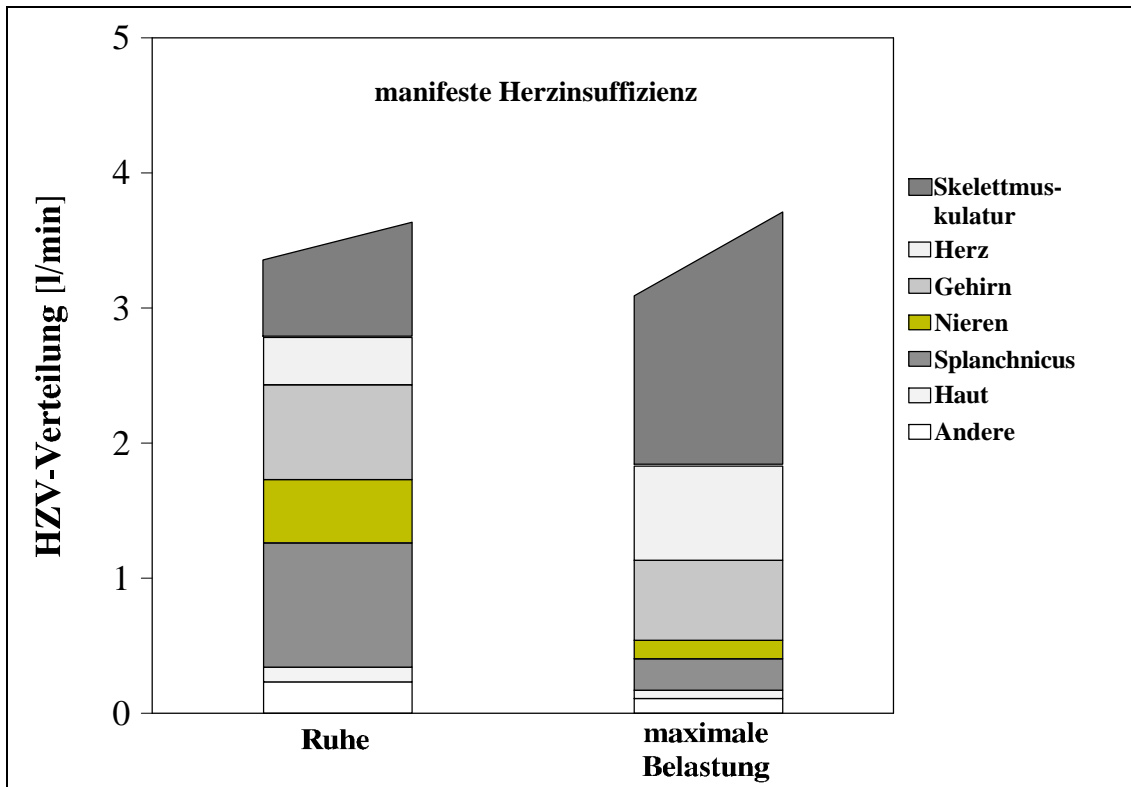 manifeste Herzinsuffizienz
HZV-Verteilung [l/min]
5
4
3
2
1
0
Ruhe
maximale
Belastung
Skelettmus-
kulatur
Herz
Gehirn
Nieren
Splanchnicus
Haut
Andere